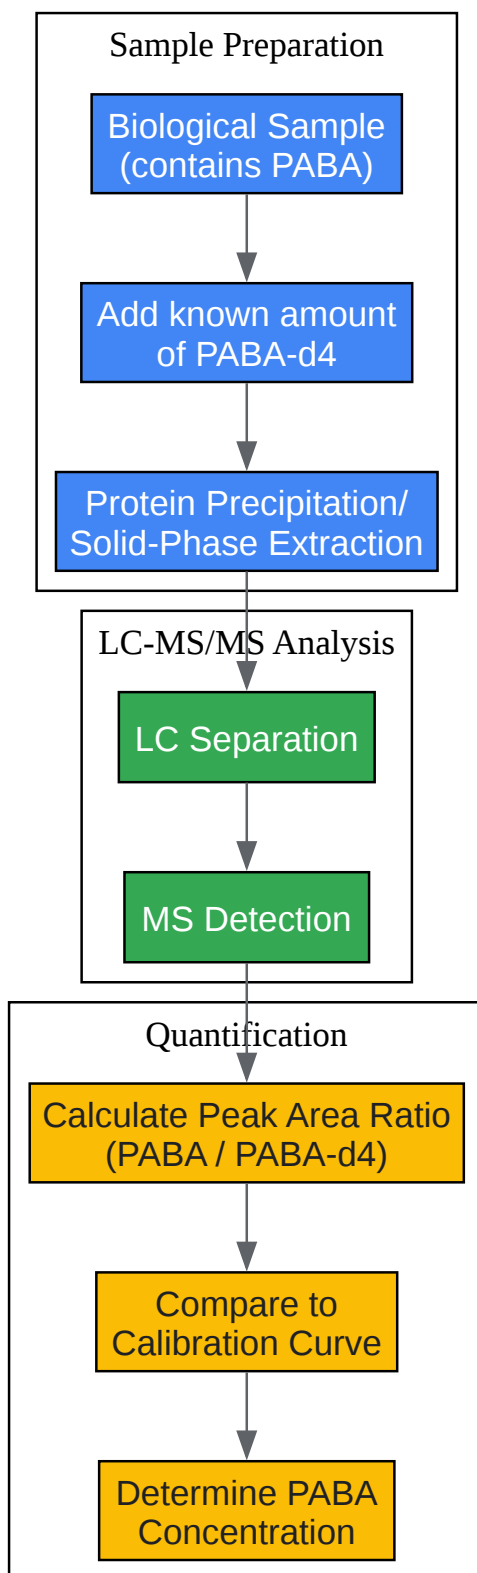 Sample Preparation
Biological Sample
(contains PABA)
Add known amount
of PABA-d4
Protein Precipitation/
Solid-Phase Extraction
LC-MS/MS Analysis
LC Separation
MS Detection
Quantification
Calculate Peak Area Ratio
(PABA / PABA-d4)
Compare to
Calibration Curve
Determine PABA
Concentration